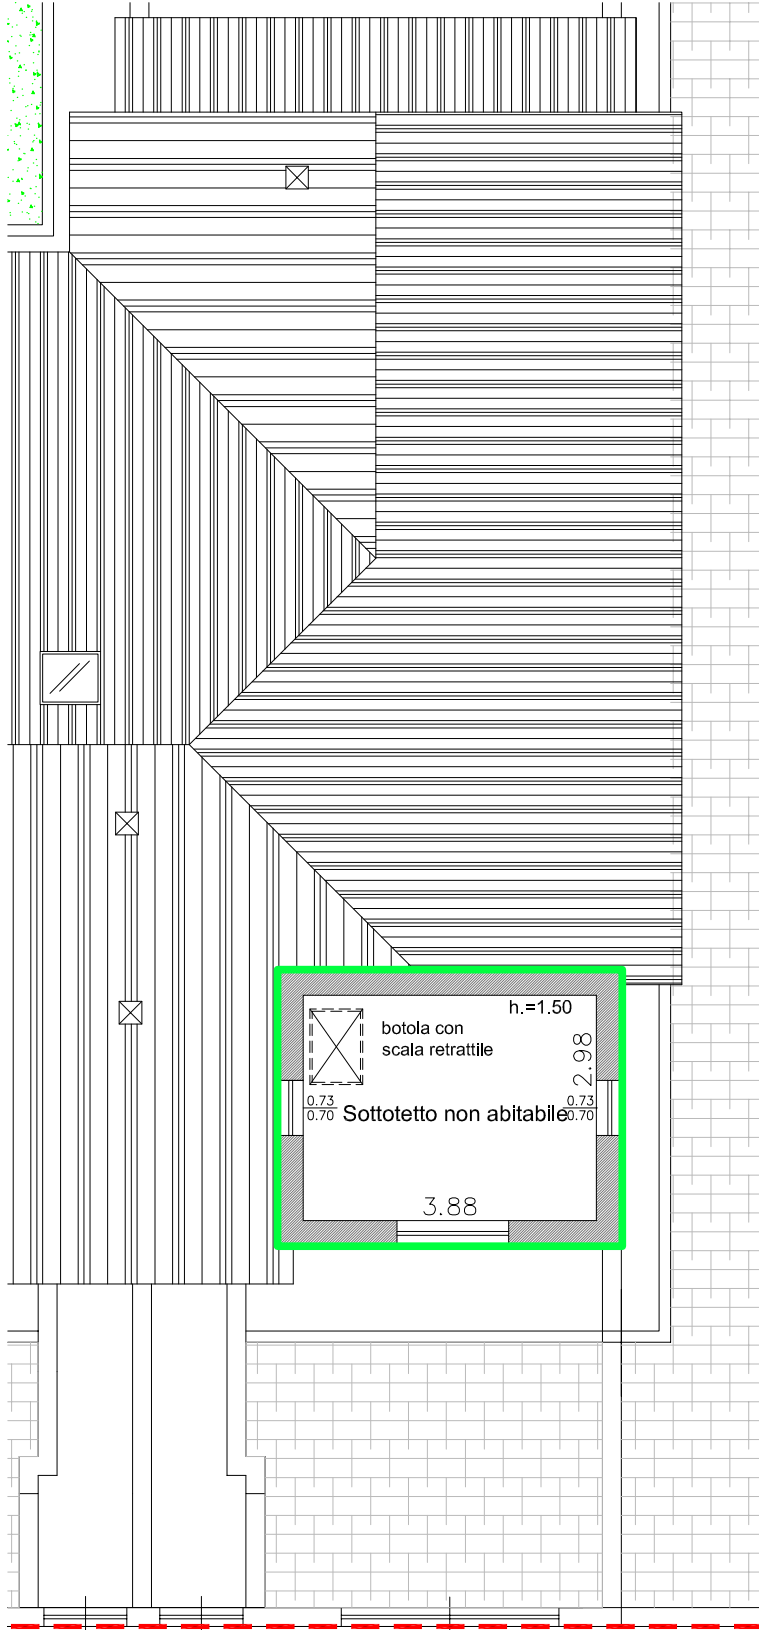 h.=1.50
botola con
scala retrattile
2.98
0.73
0.70
Sottotetto non abitabile
0.73
0.70
3.88